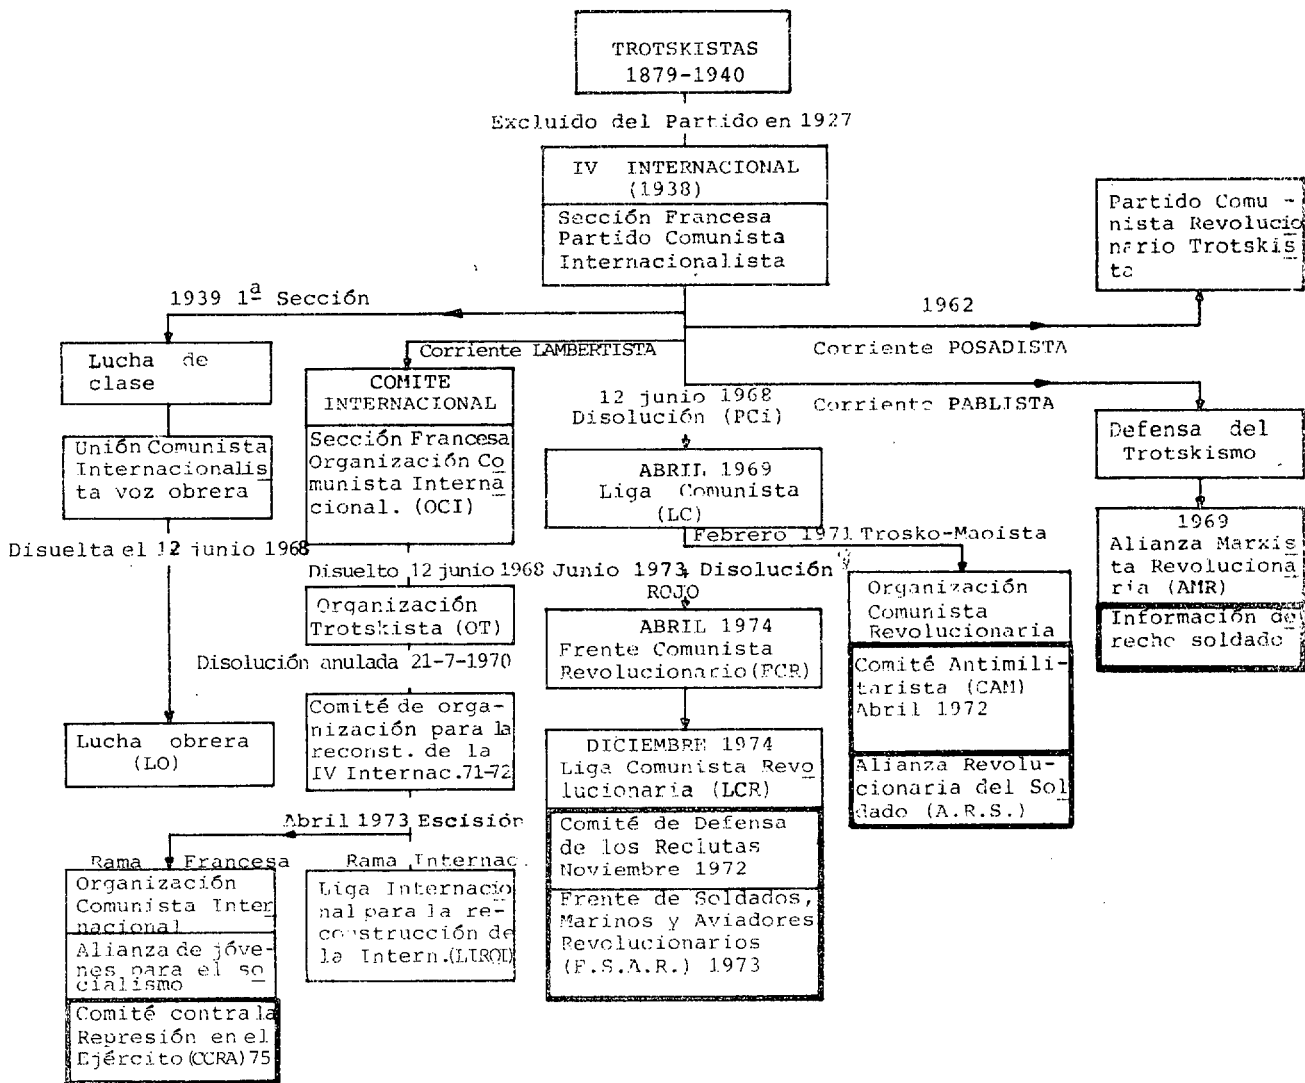 TROTSKISTAS
1879-1940
Excluido del Partido en 1927
IV INTERNACIONAL
(1938)
Sección Francesa
Partido Comunista
Internacionalista
Partido Comu -
nista Revolucio
nario Trotskis
ta
1939 1ª Sección
1962
Corriente LAMBERTISTA
Corriente POSADISTA
Lucha de
clase
COMITE
INTERNACIONAL
12 junio 1968
Disolución (PCi)
Corriente PABLISTA
Unión Comunista
Internacionalis
ta voz obrera
Sección Francesa
Organización Co
munista Interna
cional. (OCI)
ABRIL 1969
Liga Comunista
(LC)
Defensa del
Trotskismo
Disuelta el 12 junio 1968
Febrero 1971 Trosko-Maoista
1969
Alianza Marxis
ta Revoluciona
ria (AMR)
Información de
recho soldado
Disuelto 12 junio 1968
Junio 1973 Disolución
ROJO
Organización
Trotskista (OT)
ABRIL 1974
Frente Comunista
Revolucionario (FCR)
Organización
Comunista
Revolucionaria
Comité Antimili-
tarista (CAM)
Abril 1972
Alianza Revolu-
cionaria del Sol
dado (A.R.S.)
Disolución anulada 21-7-1970
Lucha obrera
(LO)
Comité de orga-
nización para la
reconst. de la
IV Internac. 71-72
DICIEMBRE 1974
Liga Comunista Revo
lucionaria (LCR)
Comité de Defensa
de los Reclutas
Noviembre 1972
Frente de Soldados,
Marinos y Aviadores
Revolucionarios
(F.S.A.R.) 1973
Abril 1973 Escisión
Rama Francesa
Rama Internac.
Organización
Comunista Inter
nacional
Alianza de jóve-
nes para el so
cialismo
Comité contra la
Represión en el
Ejército (CCRA) 75
Liga Internacio
nal para la re-
construcción de
la Intern. (LIRQI)